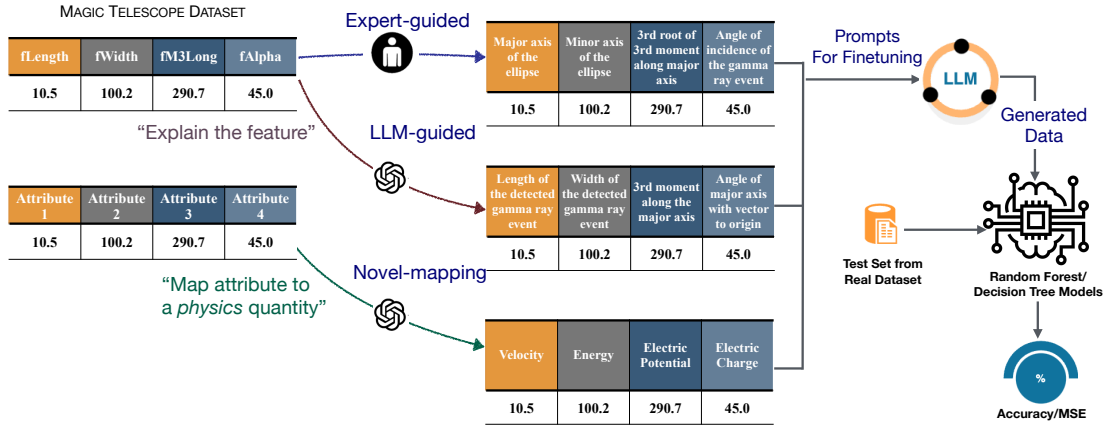 MAGIC TELESCOPE DATASET
fLength fWidth fM3Long fAlpha
10.5 100.2 290.7 45.0
"Explain the feature"
Attribute Attribute Attribute Attribute
1 2 3 4
10.5 100.2 290.7 45.0
"Map attribute to
a physics quantity"
Expert-guided
LLM-guided
Novel-mapping
Major axis
of the
ellipse
Minor axis
of the
ellipse
3rd root of
3rd moment
along major
axis
Angle of
incidence of
the gamma
ray event
10.5 100.2 290.7 45.0
Length of
the detected
gamma ray
event
Width of
the detected
gamma ray
event
3rd moment
along the
major axis
Angle of
major axis
with vector
to origin
10.5 100.2 290.7 45.0
Velocity
Energy
Electric
Potential
Electric
Charge
10.5 100.2 290.7 45.0
Prompts
For Finetuning
LLM
Generated
Data
Test Set from
Real Dataset
Random Forest/
Decision Tree Models
%
Accuracy/MSE